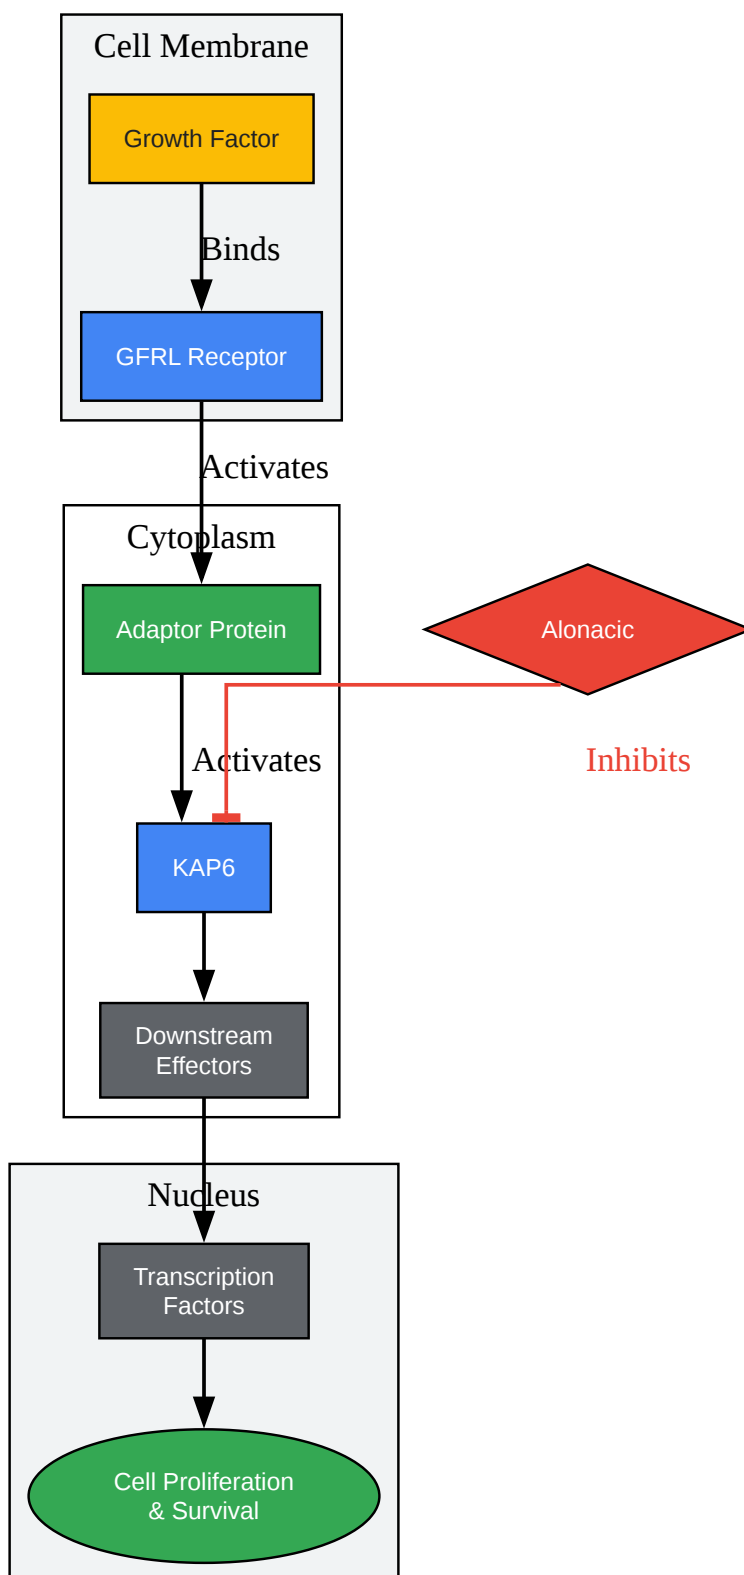 Cell Membrane
Growth Factor
Binds
GFRL Receptor
Activates
Cytoplasm
Adaptor Protein
Alonacic
Activates
Inhibits
KAP6
Downstream
Effectors
Nucleus
Transcription
Factors
Cell Proliferation
& Survival